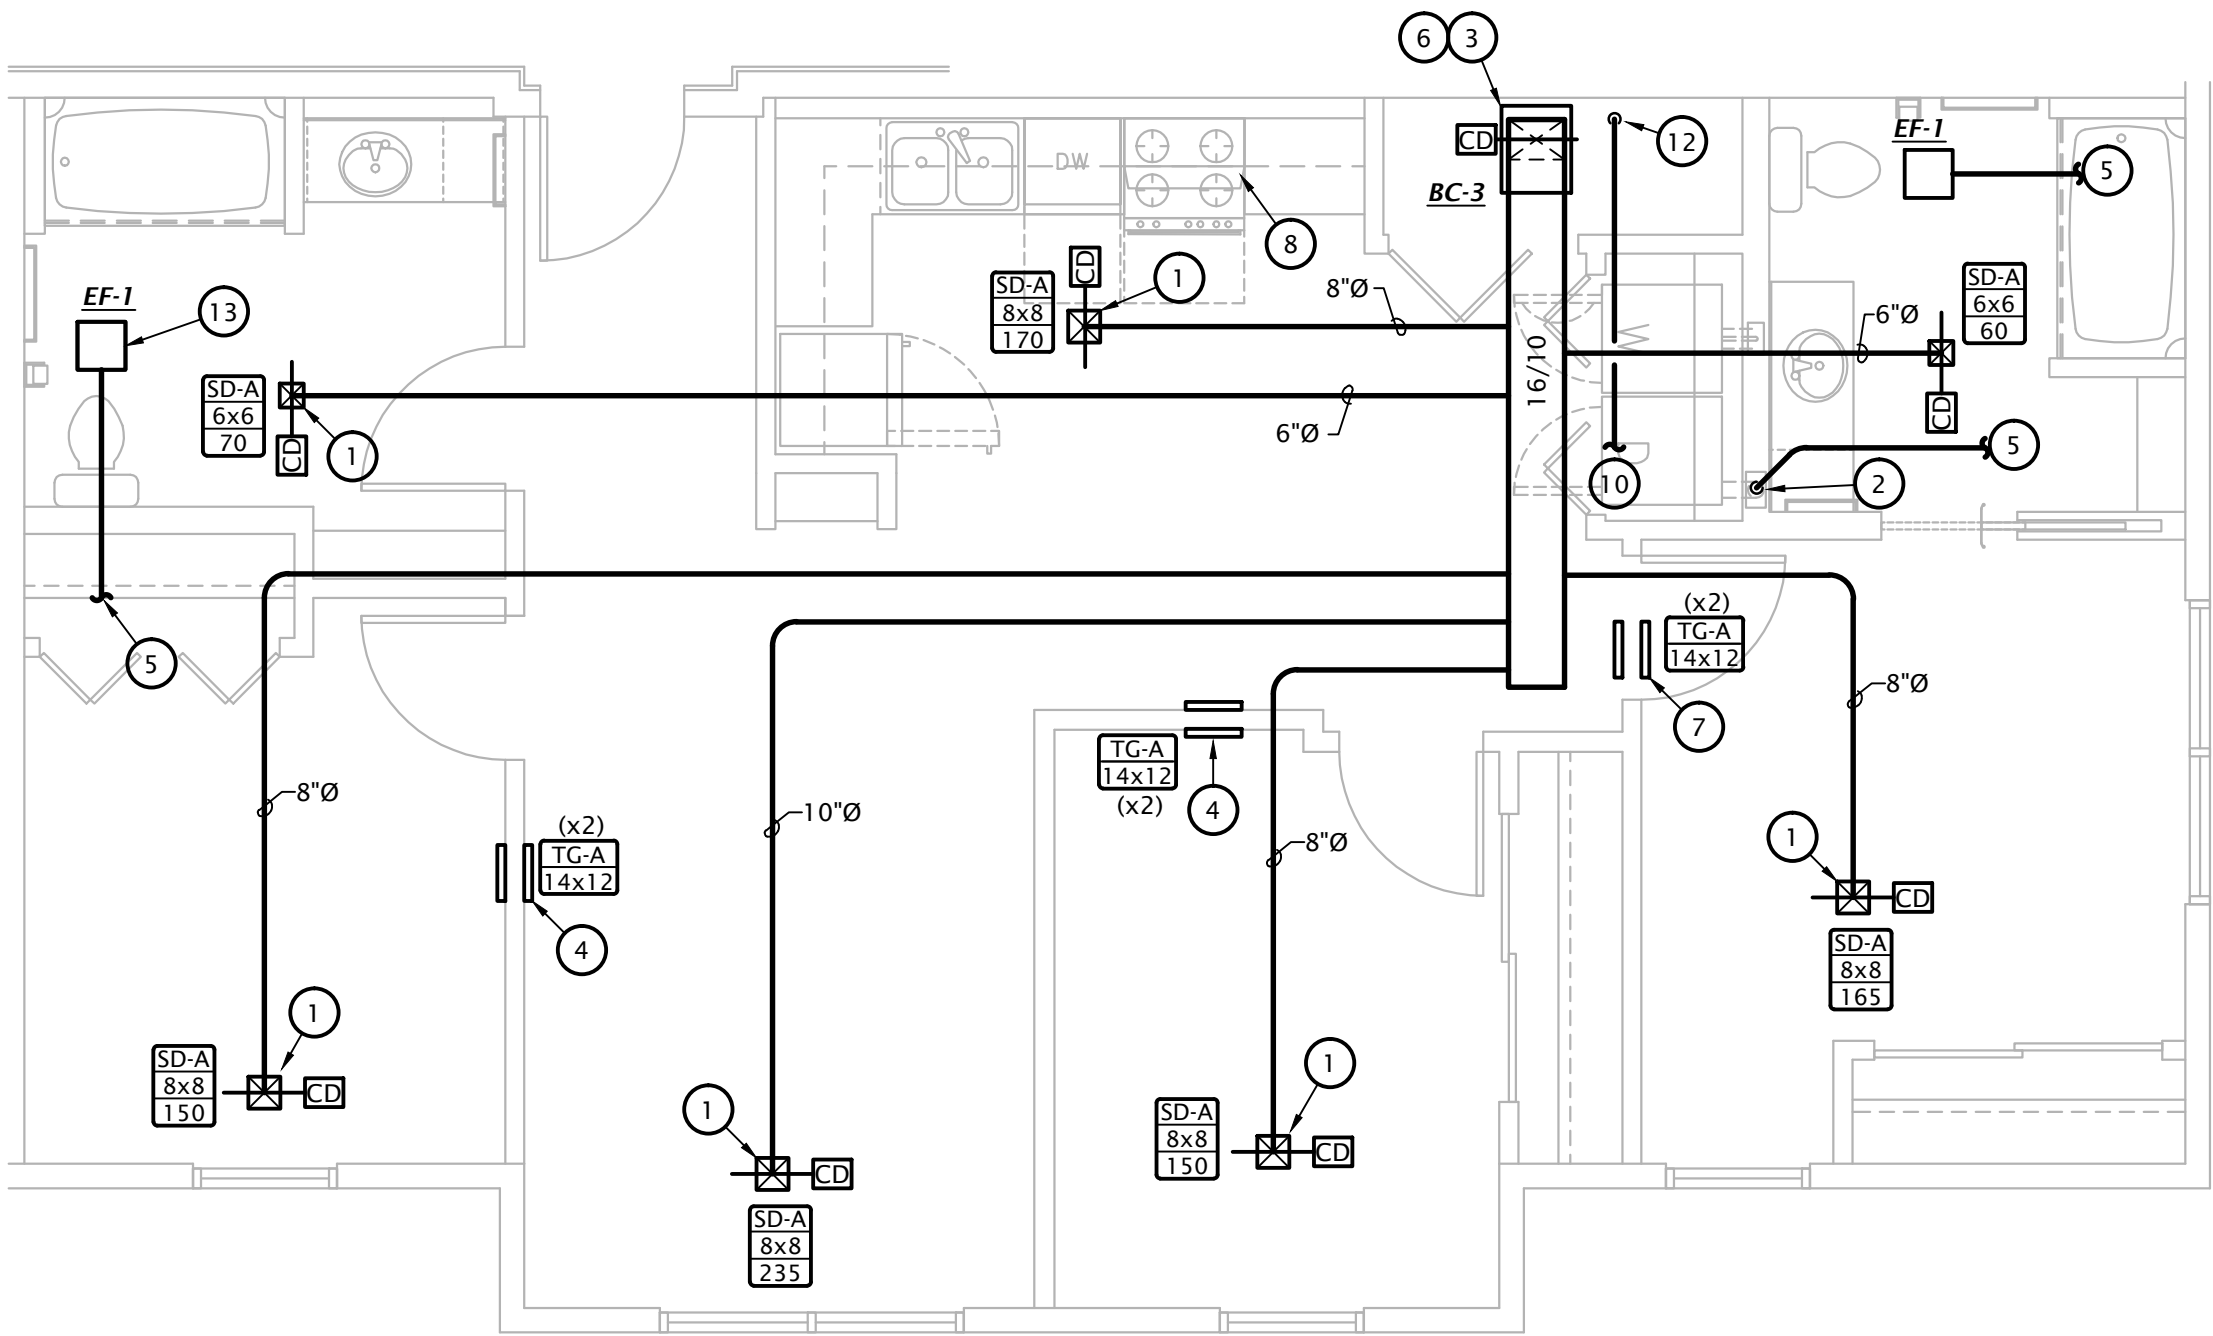 6
3
CD
12
EF-1
5
DW
BC-3
8
CD
1
SD-A
8x8
170
8"Ø
SD-A
6x6
60
6"Ø
EF-1
13
16/10
SD-A
6x6
70
CD
1
6"Ø
CD
5
10
2
5
(x2)
TG-A
14x12
7
8"Ø
TG-A
14x12
(x2)
4
8"Ø
10"Ø
8"Ø
(x2)
TG-A
14x12
4
1
CD
SD-A
8x8
165
1
SD-A
8x8
150
CD
1
CD
SD-A
8x8
235
1
SD-A
8x8
150
CD